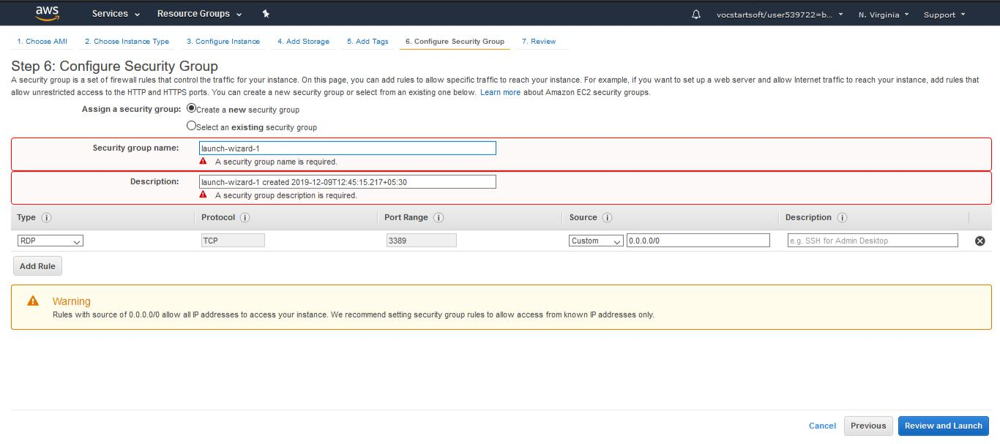 aws Services Resource Groups vocstartsoft/user539722=b... N. Virginia Support
1. Choose AMI 2. Choose Instance Type 3. Configure Instance 4. Add Storage 5. Add Tags 6. Configure Security Group 7. Review
Step 6: Configure Security Group
A security group is a set of firewall rules that control the traffic for your instance. On this page, you can add rules to allow specific traffic to reach your instance. For example, if you want to set up a web server and allow Internet traffic to reach your instance, add rules that
allow unrestricted access to the HTTP and HTTPS ports. You can create a new security group or select from an existing one below. Learn more about Amazon EC2 security groups.
Assign a security group: Create a new security group
Select an existing security group
Security group name: launch-wizard-1
A security group name is required.
Description: launch-wizard-1 created 2019-12-09T12:45:15.217+05:30
A security group description is required.
Type i Protocol i Port Range i Source i Description i
RDP TCP 3389 Custom 0.0.0.0/0 e.g. SSH for Admin Desktop
Add Rule
Warning
Rules with source of 0.0.0.0/0 allow all IP addresses to access your instance. We recommend setting security group rules to allow access from known IP addresses only.
Cancel Previous Review and Launch